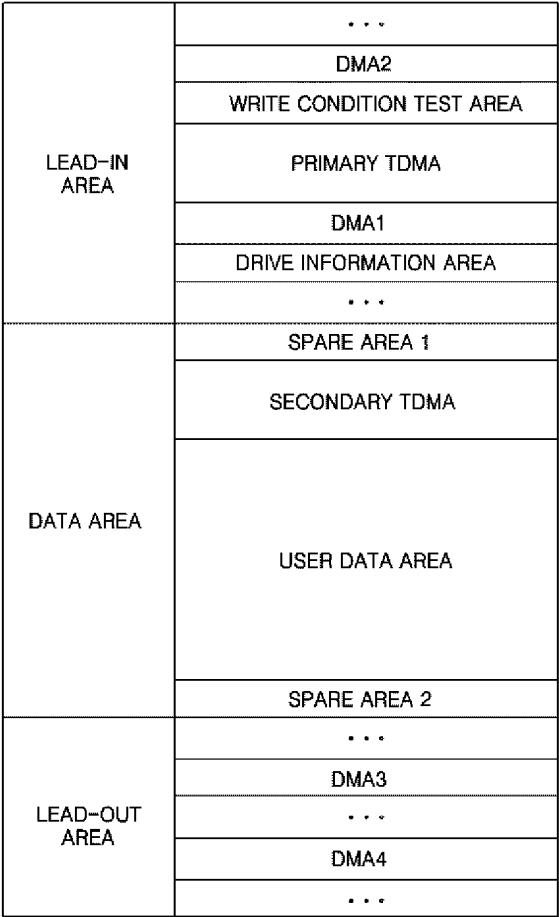 LEAD-IN
AREA
. . .
DMA2
WRITE CONDITION TEST AREA
PRIMARY TDMA
DMA1
DRIVE INFORMATION AREA
. . .
DATA AREA
SPARE AREA 1
SECONDARY TDMA
USER DATA AREA
SPARE AREA 2
LEAD-OUT
AREA
. . .
DMA3
. . .
DMA4
. . .